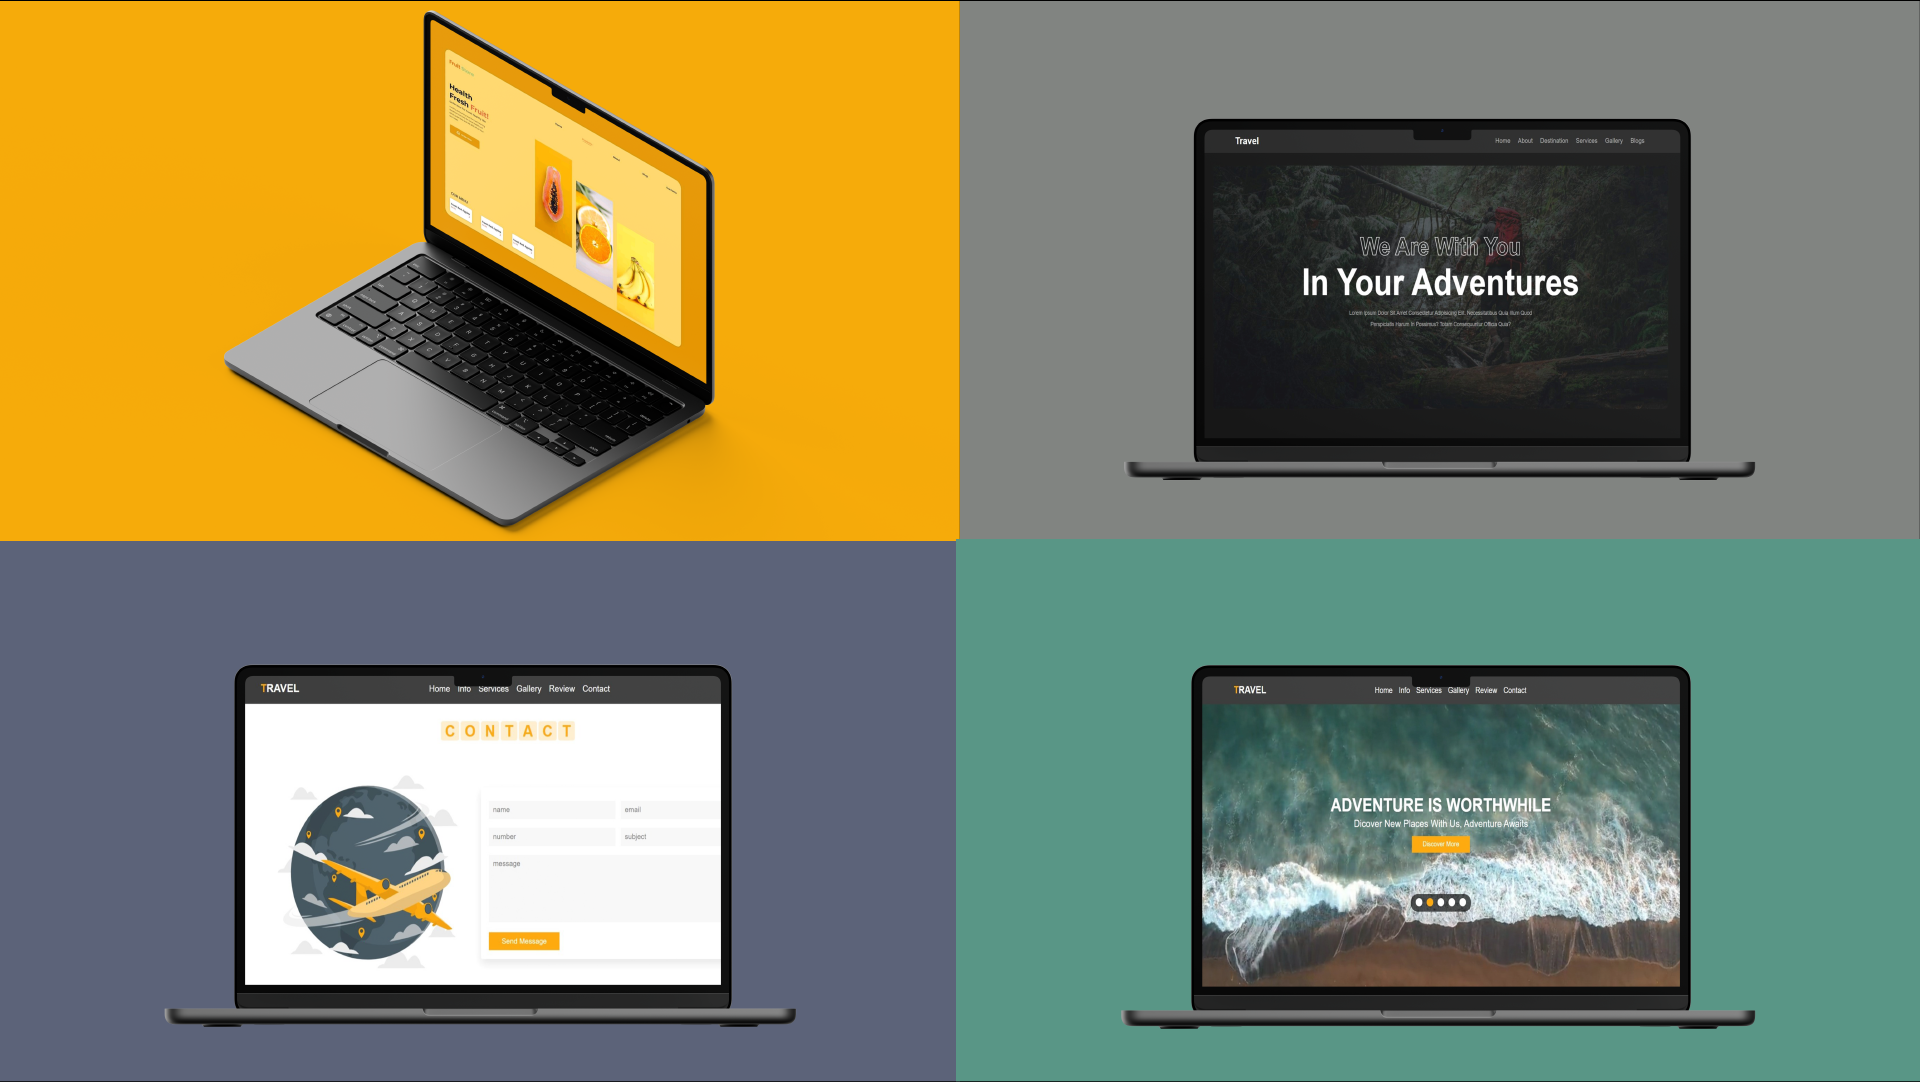 Fruit
Health
Fresh Fruit!
Travel
Home About Destination Services Gallery Blogs
We Are With You
In Your Adventures
Lorem Ipsum Dolor Sit Amet Consectetur Adipisicing Elit. Necessitatibus Quia Illum Quod
Perspiciatis Harum In Possimus? Totam Consequuntur Officia Quia?
TRAVEL
Home Info Services Gallery Review Contact
CONTACT
name
email
number
subject
message
Send Message
TRAVEL
Home Info Services Gallery Review Contact
ADVENTURE IS WORTHWHILE
Dicover New Places With Us, Adventure Awaits
Discover More